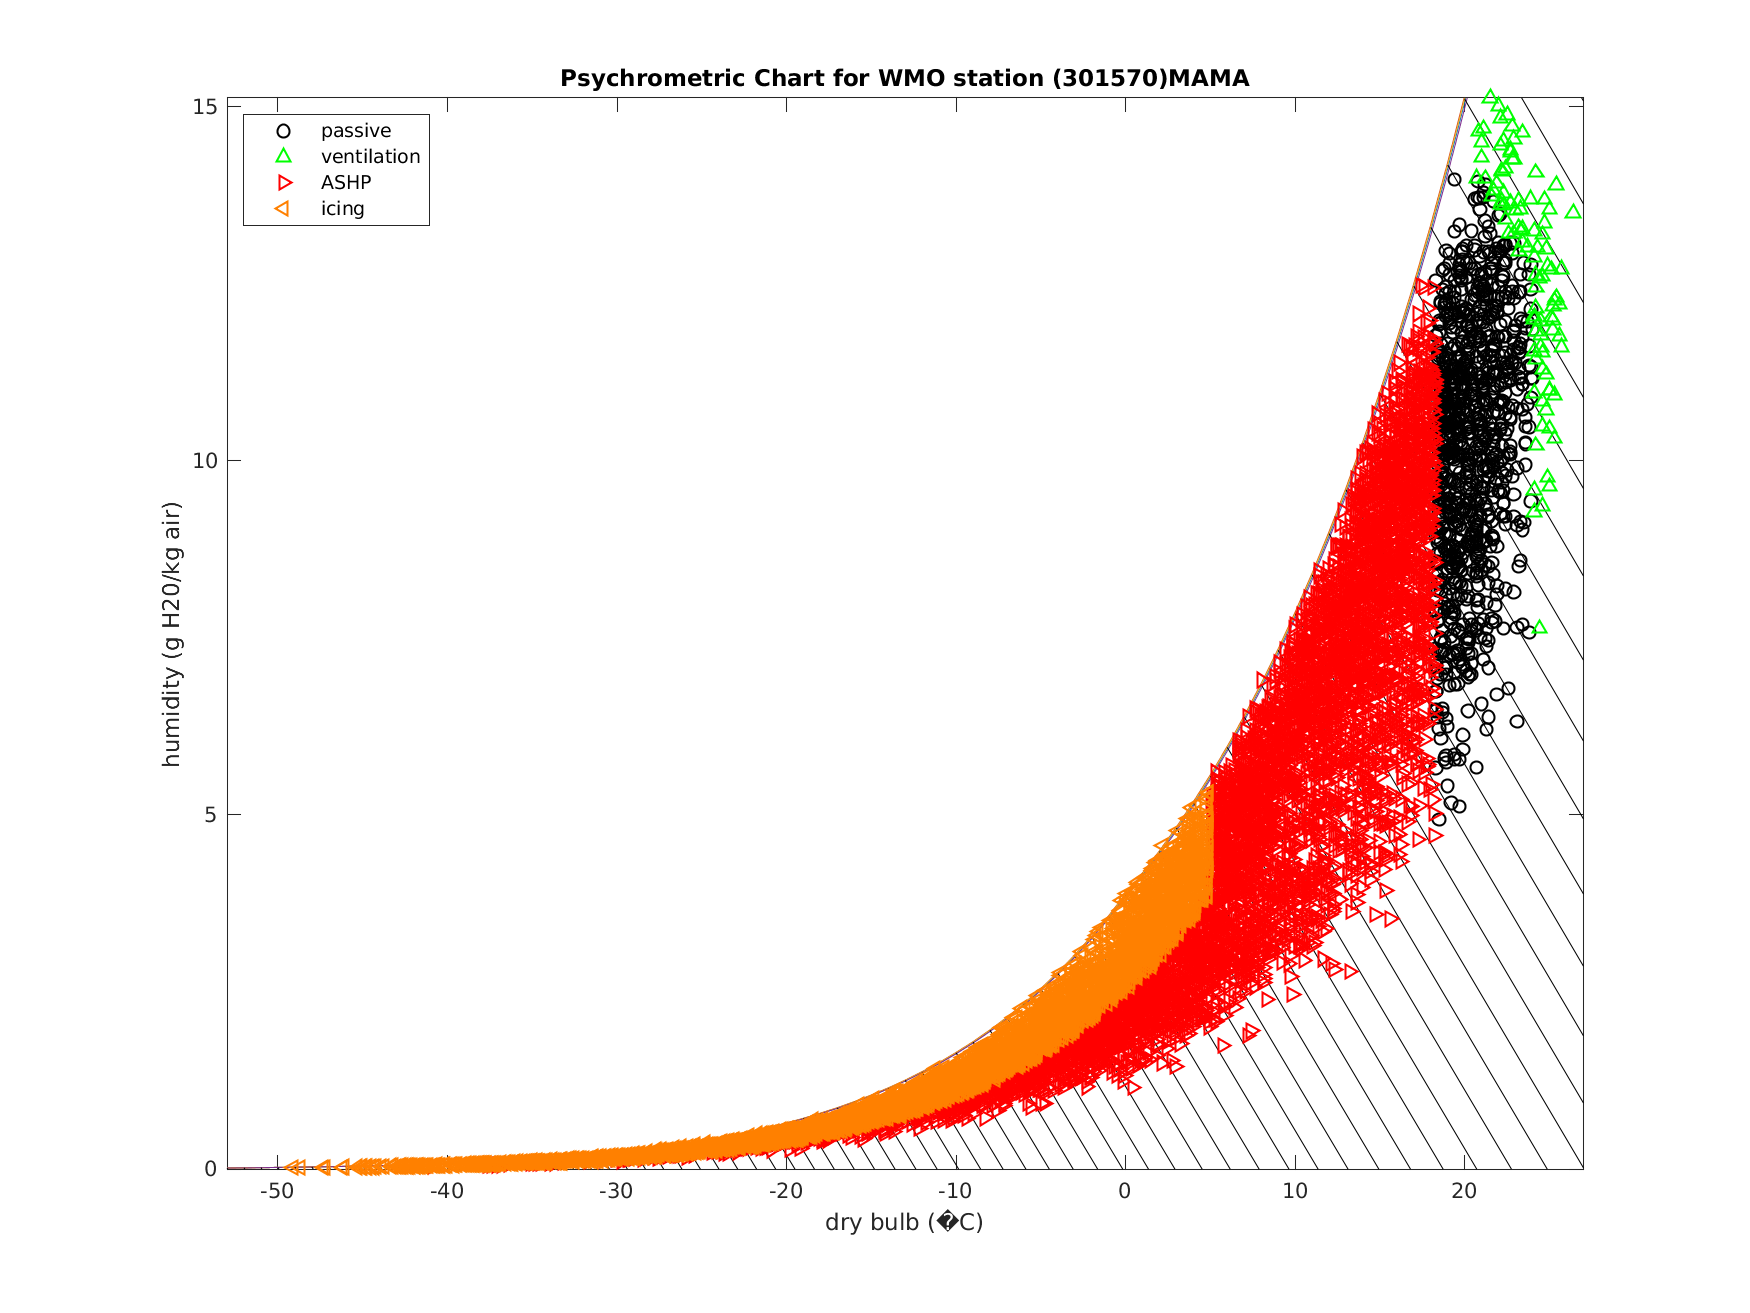 Psychrometric Chart for WMO station (301570)MAMA
passive
ventilation
ASHP
icing
15
10
5
0
humidity (g H20/kg air)
-50 -40 -30 -20 -10 0 10 20
dry bulb (�C)